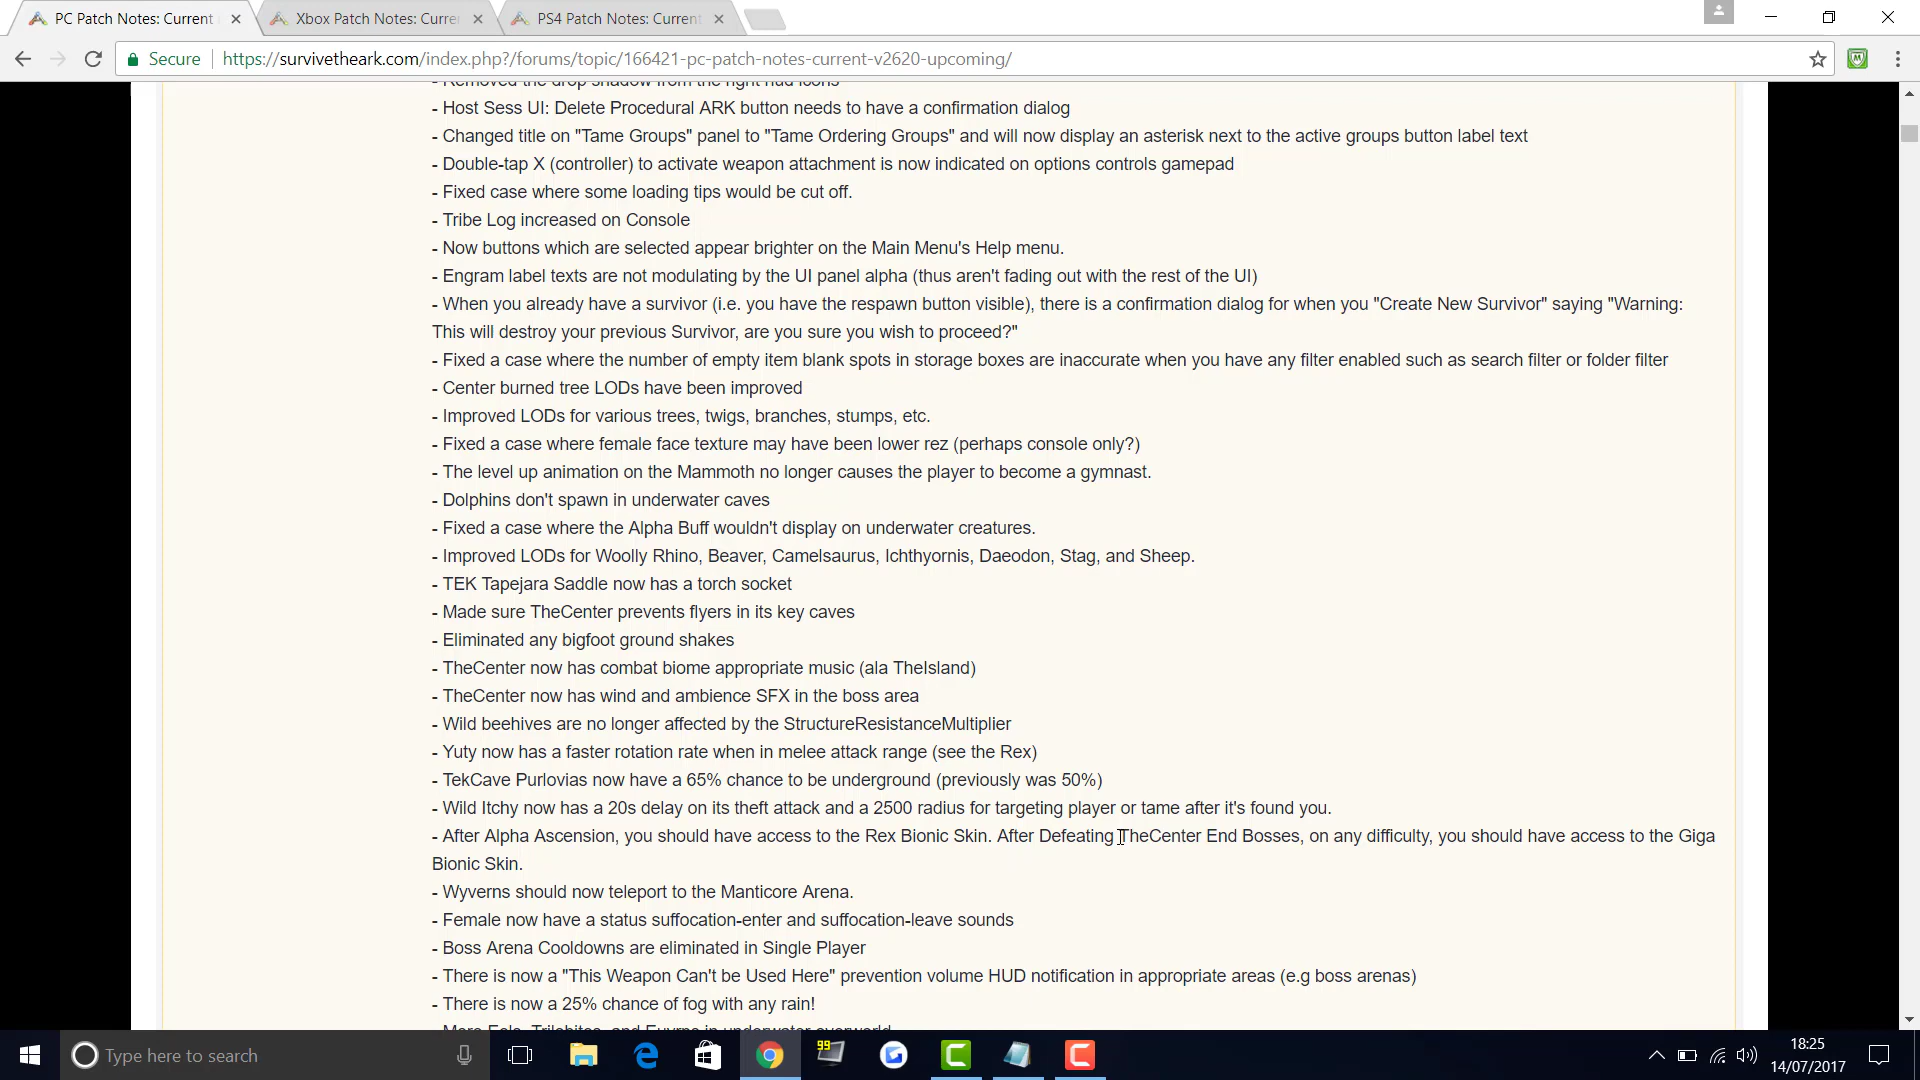 PC Patch Notes: Current
Xbox Patch Notes: Curre
PS4 Patch Notes: Current
Secure
https://survivetheark.com/index.php?/forums/topic/166421-pc-patch-notes-current-v2620-upcoming/
- Removed the drop shadow from the right hud icons
- Host Sess UI: Delete Procedural ARK button needs to have a confirmation dialog
- Changed title on "Tame Groups" panel to "Tame Ordering Groups" and will now display an asterisk next to the active groups button label text
- Double-tap X (controller) to activate weapon attachment is now indicated on options controls gamepad
- Fixed case where some loading tips would be cut off.
- Tribe Log increased on Console
- Now buttons which are selected appear brighter on the Main Menu's Help menu.
- Engram label texts are not modulating by the UI panel alpha (thus aren't fading out with the rest of the UI)
- When you already have a survivor (i.e. you have the respawn button visible), there is a confirmation dialog for when you "Create New Survivor" saying "Warning:
This will destroy your previous Survivor, are you sure you wish to proceed?"
- Fixed a case where the number of empty item blank spots in storage boxes are inaccurate when you have any filter enabled such as search filter or folder filter
- Center burned tree LODs have been improved
- Improved LODs for various trees, twigs, branches, stumps, etc.
- Fixed a case where female face texture may have been lower rez (perhaps console only?)
- The level up animation on the Mammoth no longer causes the player to become a gymnast.
- Dolphins don't spawn in underwater caves
- Fixed a case where the Alpha Buff wouldn't display on underwater creatures.
- Improved LODs for Woolly Rhino, Beaver, Camelsaurus, Ichthyornis, Daeodon, Stag, and Sheep.
- TEK Tapejara Saddle now has a torch socket
- Made sure TheCenter prevents flyers in its key caves
- Eliminated any bigfoot ground shakes
- TheCenter now has combat biome appropriate music (ala TheIsland)
- TheCenter now has wind and ambience SFX in the boss area
- Wild beehives are no longer affected by the StructureResistanceMultiplier
- Yuty now has a faster rotation rate when in melee attack range (see the Rex)
- TekCave Purlovias now have a 65% chance to be underground (previously was 50%)
- Wild Itchy now has a 20s delay on its theft attack and a 2500 radius for targeting player or tame after it's found you.
- After Alpha Ascension, you should have access to the Rex Bionic Skin. After Defeating TheCenter End Bosses, on any difficulty, you should have access to the Giga
Bionic Skin.
- Wyverns should now teleport to the Manticore Arena.
- Female now have a status suffocation-enter and suffocation-leave sounds
- Boss Arena Cooldowns are eliminated in Single Player
- There is now a "This Weapon Can't be Used Here" prevention volume HUD notification in appropriate areas (e.g boss arenas)
- There is now a 25% chance of fog with any rain!
- More Eels, Trilobites, and Eurvps in underwater overworld
Type here to search
99
18:25
14/07/2017